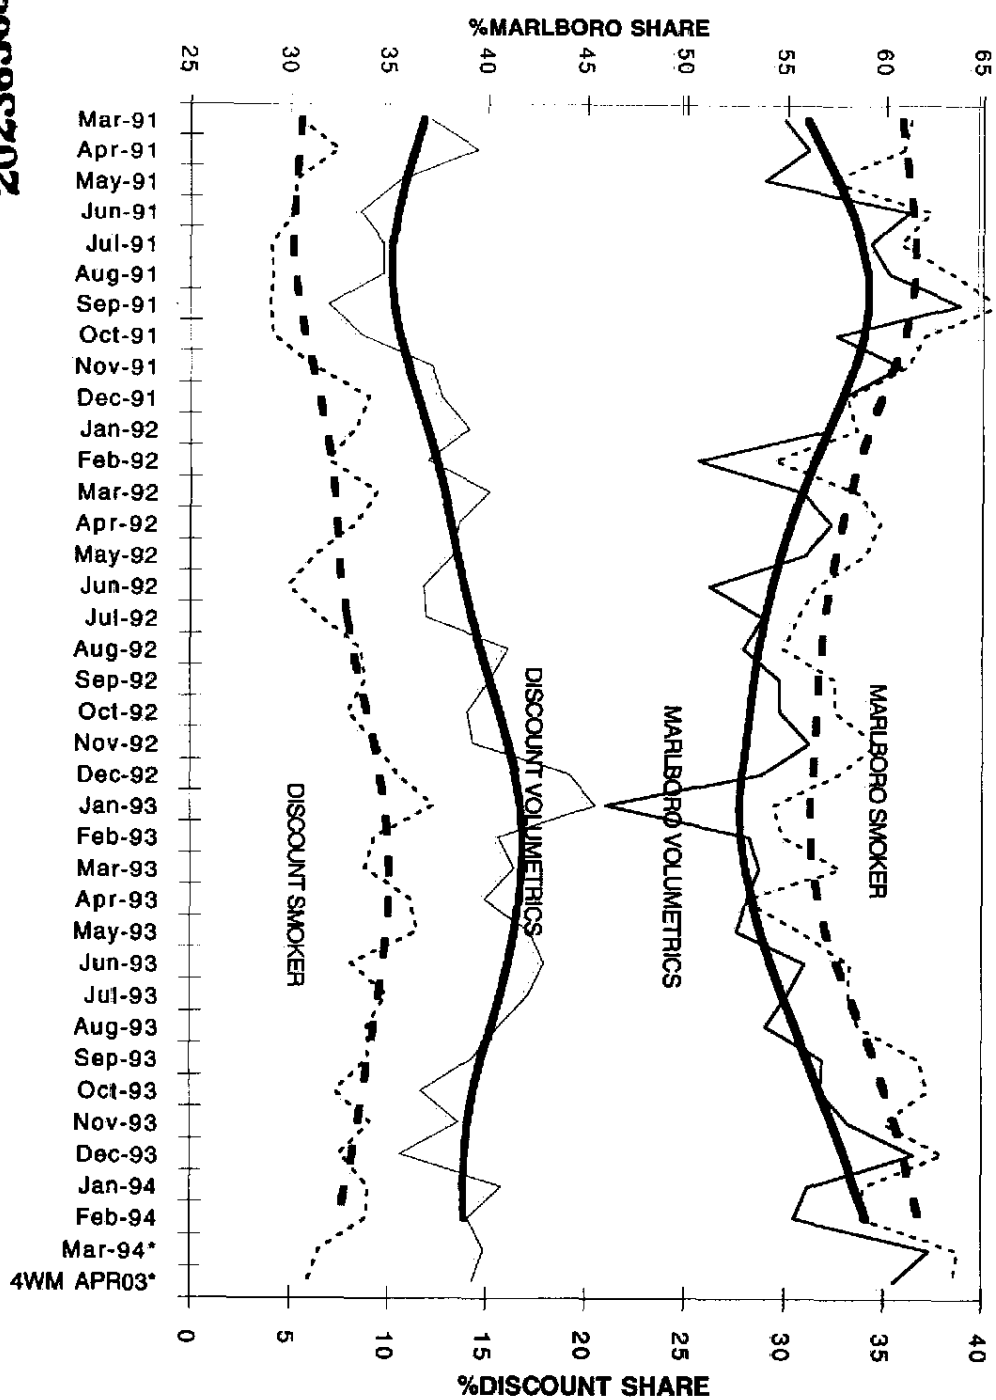 %MARLBORO SHARE
25 30 35 40 45 50 55 60 65
Mar-91
Apr-91
May-91
Jun-91
Jul-91
Aug-91
Sep-91
Oct-91
Nov-91
Dec-91
Jan-92
Feb-92
Mar-92
Apr-92
May-92
Jun-92
Jul-92
Aug-92
Sep-92
Oct-92
Nov-92
Dec-92
Jan-93
Feb-93
Mar-93
Apr-93
May-93
Jun-93
Jul-93
Aug-93
Sep-93
Oct-93
Nov-93
Dec-93
Jan-94
Feb-94
Mar-94*
4WM APR03*
DISCOUNT SMOKER
DISCOUNT VOLUMETRICS
MARLBORO VOLUMETRICS
MARLBORO SMOKER
0 5 10 15 20 25 30 35 40
%DISCOUNT SHARE